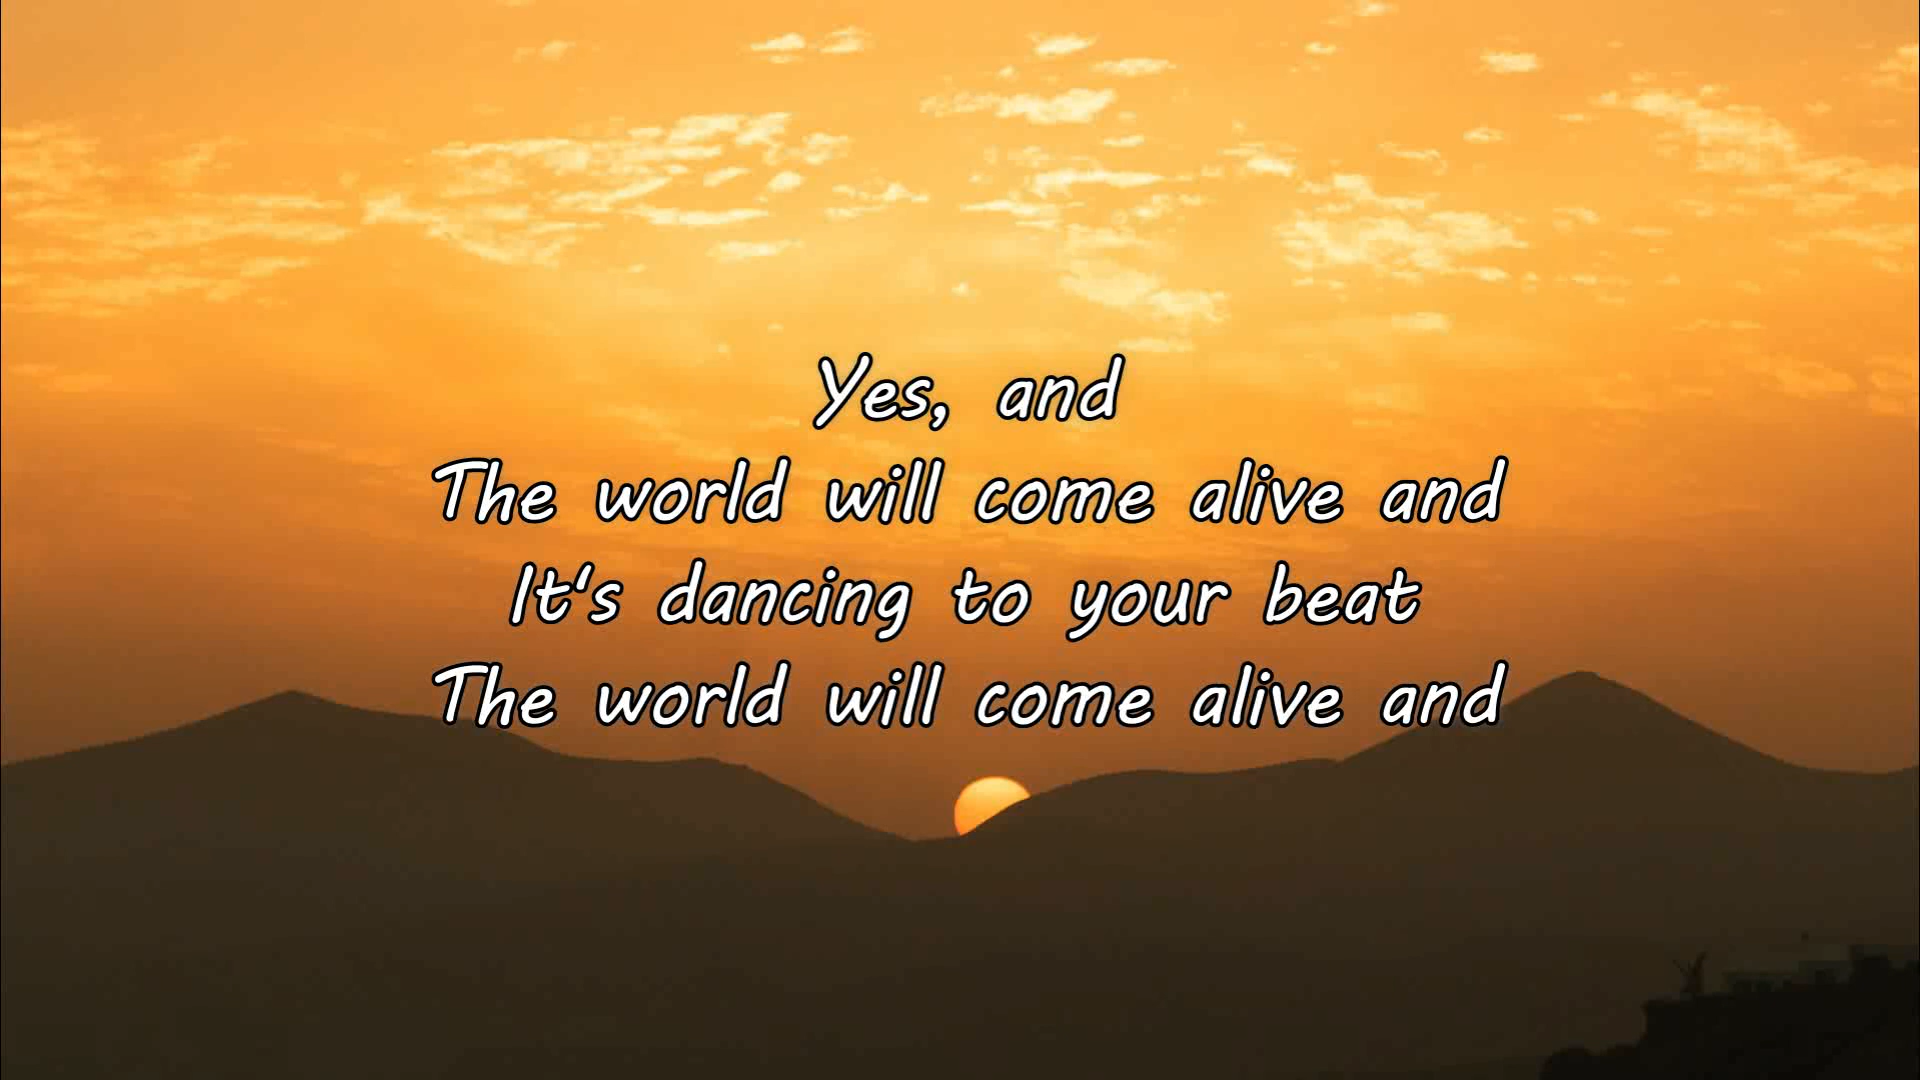 Yes, and
The world will come alive and
It‘s dancing to your beat
The world will come alive and